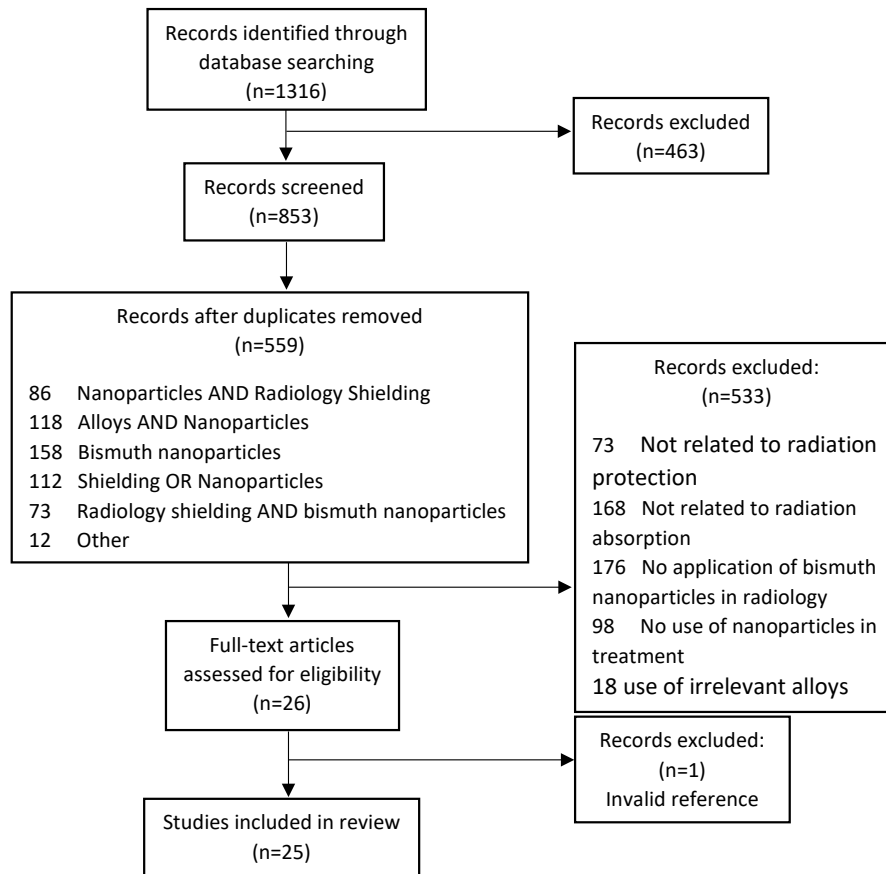 Records identified through
database searching
(n=1316)
Records excluded
(n=463)
Records screened
(n=853)
Records after duplicates removed
(n=559)
86 Nanoparticles AND Radiology Shielding
118 Alloys AND Nanoparticles
158 Bismuth nanoparticles
112 Shielding OR Nanoparticles
73 Radiology shielding AND bismuth nanoparticles
12 Other
Records excluded:
(n=533)
73 Not related to radiation
protection
168 Not related to radiation
absorption
176 No application of bismuth
nanoparticles in radiology
98 No use of nanoparticles in
treatment
18 use of irrelevant alloys
Full-text articles
assessed for eligibility
(n=26)
Records excluded:
(n=1)
Invalid reference
Studies included in review
(n=25)